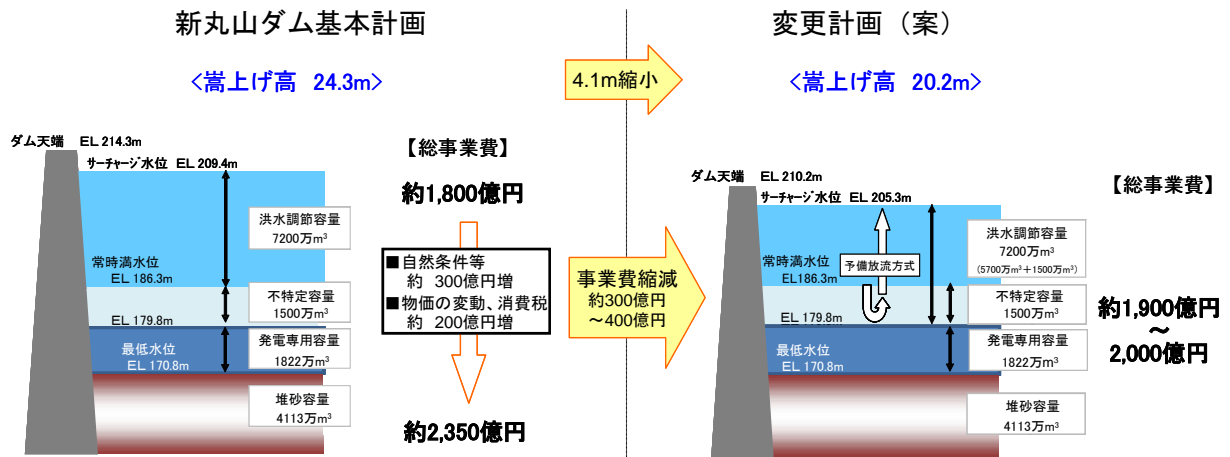 新丸山ダム基本計画
<嵩上げ高 24.3m>
ダム天端 EL 214.3m
サーチャージ水位 EL 209.4m
洪水調節容量
7200万m³
常時満水位
EL 186.3m
不特定容量
1500万m³
EL 179.8m
発電専用容量
1822万m³
最低水位
EL 170.8m
堆砂容量
4113万m³
【総事業費】
約1,800億円
■自然条件等
約 300億円増
■物価の変動、消費税
約 200億円増
約2,350億円
4.1m縮小
事業費縮減
約300億円
～400億円
変更計画（案）
<嵩上げ高 20.2m>
ダム天端 EL 210.2m
サーチャージ水位 EL 205.3m
洪水調節容量
7200万m³
(5700万m³＋1500万m³)
常時満水位
EL186.3m
予備放流方式
不特定容量
1500万m³
EL 179.8m
発電専用容量
1822万m³
最低水位
EL 170.8m
堆砂容量
4113万m³
【総事業費】
約1,900億円
～
2,000億円